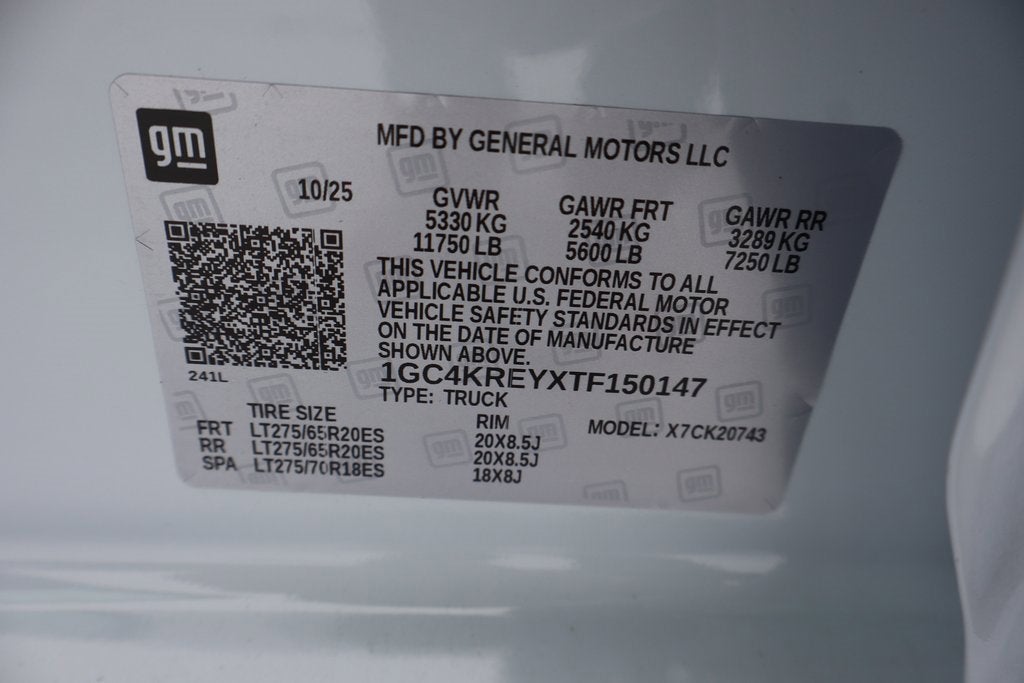 gm
MFD BY GENERAL MOTORS LLC
10/25
GVWR GAWR FRT GAWR RR
5330 KG 2540 KG 3289 KG
11750 LB 5600 LB 7250 LB
THIS VEHICLE CONFORMS TO ALL
APPLICABLE U.S. FEDERAL MOTOR
VEHICLE SAFETY STANDARDS IN EFFECT
ON THE DATE OF MANUFACTURE
SHOWN ABOVE.
241L
1GC4KREYXTF150147
TYPE: TRUCK
TIRE SIZE RIM MODEL: X7CK20743
FRT LT275/65R20ES 20X8.5J
RR LT275/65R20ES 20X8.5J
SPA LT275/70R18ES 18X8J